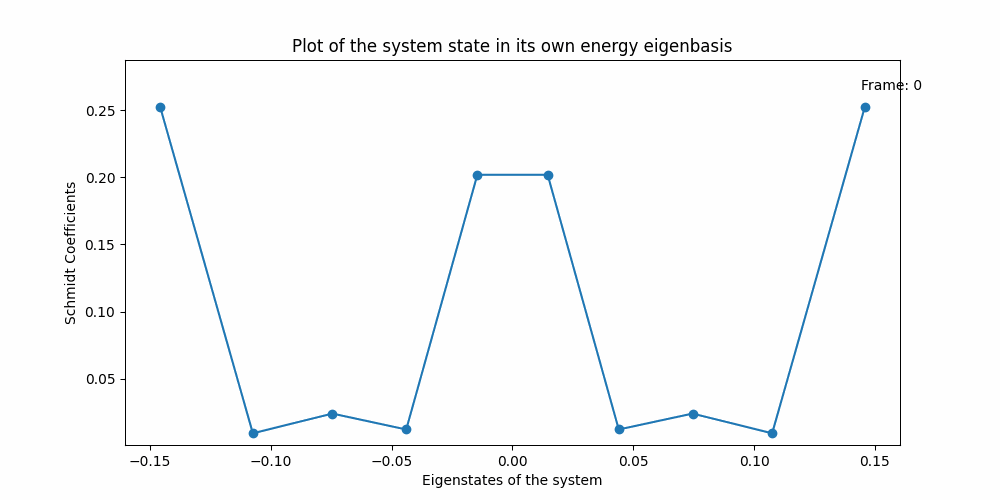 Plot of the system state in its own energy eigenbasis
Frame: 0
0.25
0.20
0.15
0.10
0.05
Schmidt Coefficients
−0.15 −0.10 −0.05 0.00 0.05 0.10 0.15
Eigenstates of the system